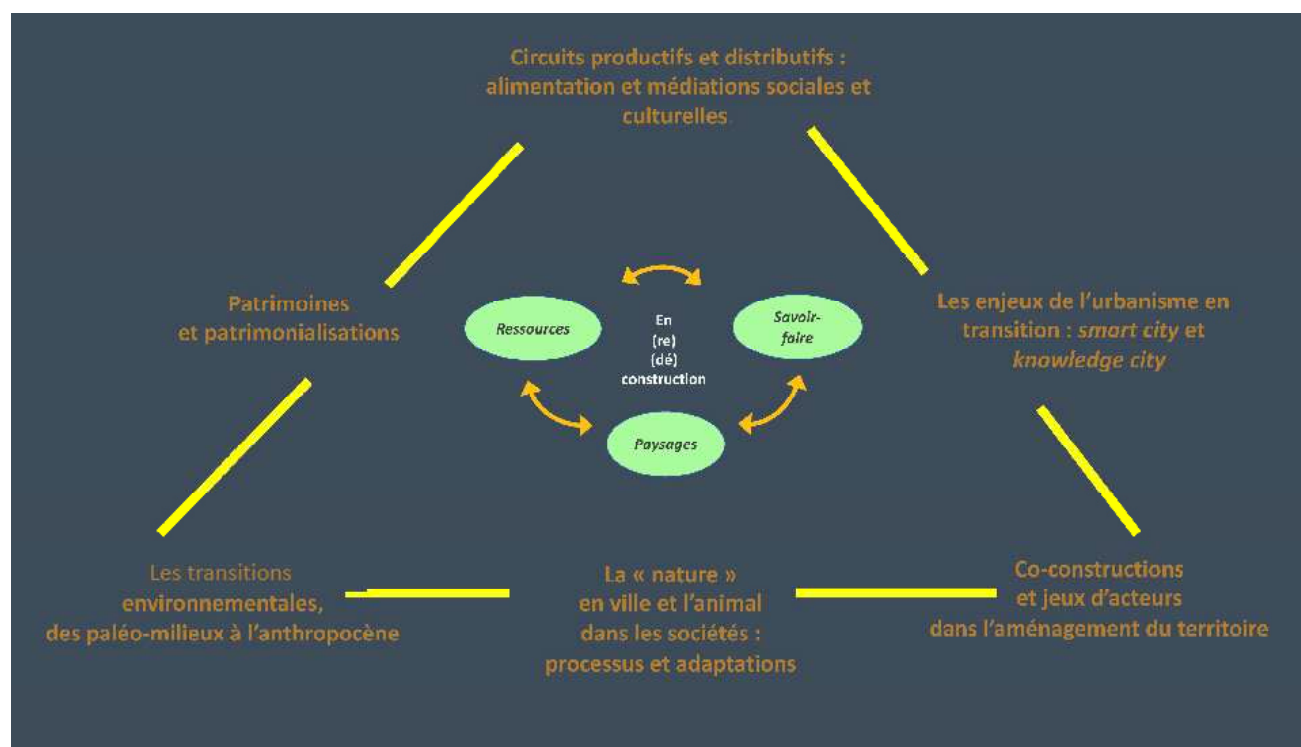 Circuits productifs et distributifs :
alimentation et médiations sociales et
culturelles
Patrimoines
et patrimonialisations
Ressources
En
(re)
(dé)
construction
Savoir-
faire
Paysages
Les enjeux de l'urbanisme en
transition : smart city et
knowledge city
Les transitions
environnementales,
des paléo-milieux à l'anthropocène
La « nature »
en ville et l'animal
dans les sociétés :
processus et adaptations
Co-constructions
et jeux d'acteurs
dans l'aménagement du territoire